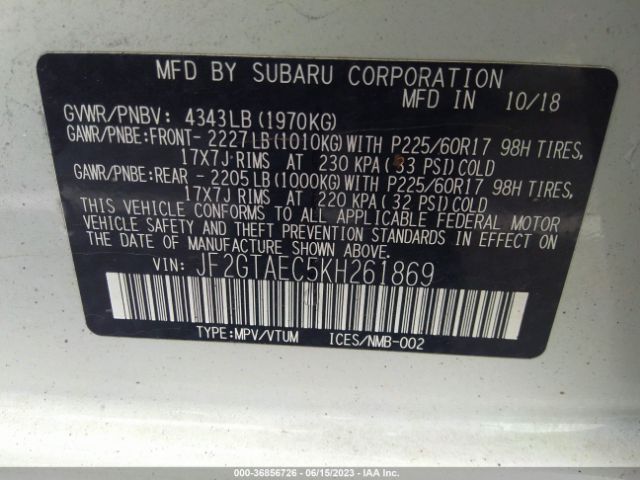 MFD BY SUBARU CORPORATION
MFD IN 10/18
GVWR/PNBV: 4343LB (1970KG)
GAWR/PNBE:FRONT- 2227LB(1010KG)WITH P225/60R17 98H TIRES,
17X7J RIMS AT 230 KPA(33 PSI)COLD
GAWR/PNBE:REAR - 2205LB(1000KG)WITH P225/60R17 98H TIRES,
17X7J RIMS AT 220 KPA(32 PSI)COLD
THIS VEHICLE CONFORMS TO ALL APPLICABLE FEDERAL MOTOR
VEHICLE SAFETY AND THEFT PREVENTION STANDARDS IN EFFECT
ON THE DATE OF MANUFACTURE SHOWN ABOVE.
VIN: JF2GTAEC5KH261869
TYPE:MPV/VTUM ICES/NMB-002
000-36856726 - 06/15/2023 - IAA Inc.